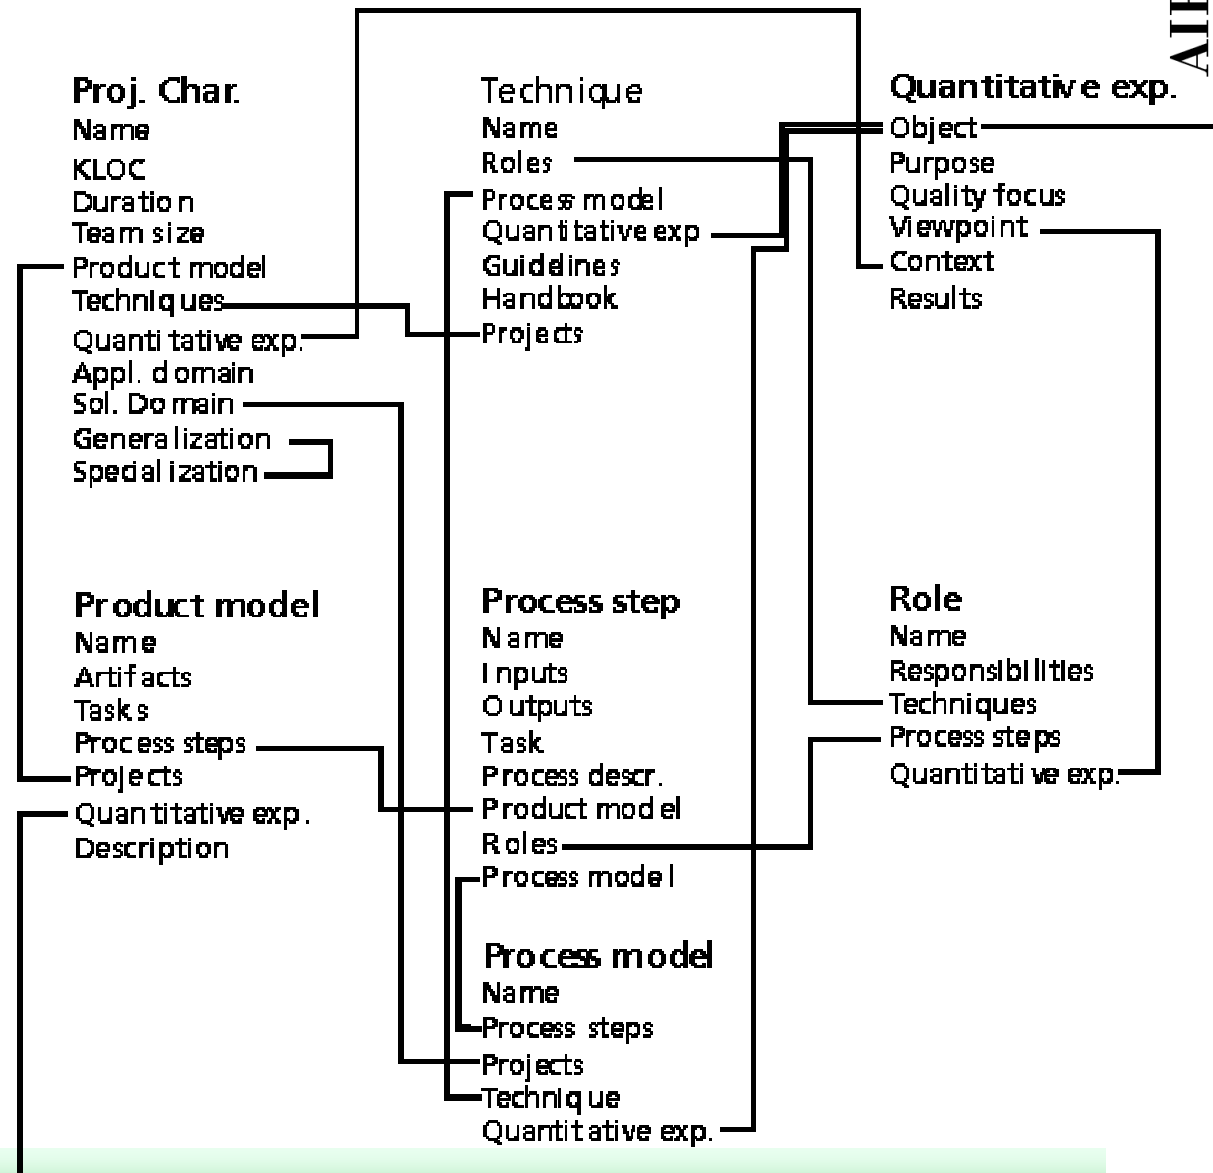 Proj. Char.
Name
KLOC
Duration
Team size
Product model
Techniques
Quantitative exp.
Appl. domain
Sol. Domain
Generalization
Specialization
Technique
Name
Roles
Process model
Quantitative exp
Guidelines
Handbook
Projects
Quantitative exp.
Object
Purpose
Quality focus
Viewpoint
Context
Results
Product model
Name
Artifacts
Tasks
Process steps
Projects
Quantitative exp.
Description
Process step
Name
Inputs
Outputs
Task
Process descr.
Product model
Roles
Process model
Role
Name
Responsibilities
Techniques
Process steps
Quantitative exp.
Process model
Name
Process steps
Projects
Technique
Quantitative exp.